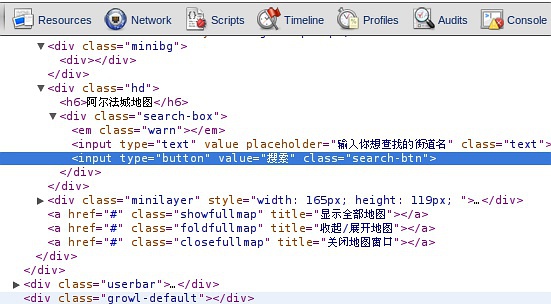 Resources Network Scripts Timeline Profiles Audits Console
<div class="minibg">
<div></div>
</div>
<div class="hd">
<h6>阿尔法城地图</h6>
<div class="search-box">
<em class="warn"></em>
<input type="text" value placeholder="输入你想查找的街道名" class="text">
<input type="button" value="搜索" class="search-btn">
</div>
</div>
<div class="minilayer" style="width: 165px; height: 119px; ">…</div>
<a href="#" class="showfullmap" title="显示全部地图"></a>
<a href="#" class="foldfullmap" title="收起/展开地图"></a>
<a href="#" class="closefullmap" title="关闭地图窗口"></a>
</div>
</div>
<div class="userbar">…</div>
<div class="growl-default"></div>